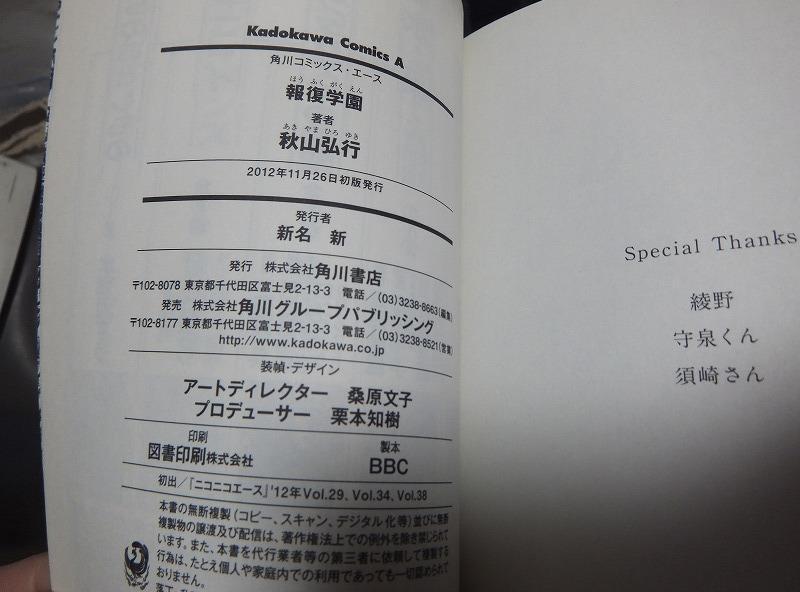 Kadokawa Comics A
角川コミックス・エース
ほう ふく がく えん
報復学園
著者
あき やま ひろ ゆき
秋山弘行
2012年11月26日初版発行
発行者
新名 新
発行 株式会社角川書店
〒102-8078 東京都千代田区富士見2-13-3 電話/(03)3238-8663(編集)
発売 株式会社角川グループパブリッシング
〒102-8177 東京都千代田区富士見2-13-3 電話/(03)3238-8521(営業)
http://www.kadokawa.co.jp
装幀・デザイン
アートディレクター 桑原文子
プロデューサー 栗本知樹
印刷
図書印刷株式会社
製本
BBC
初出/『ニコニコエース』'12年Vol.29、Vol.34、Vol.38
本書の無断複製(コピー、スキャン、デジタル化等)並びに無断
複製物の譲渡及び配信は、著作権法上での例外を除き禁じられて
います。また、本書を代行業者等の第三者に依頼して複製する
行為は、たとえ個人や家庭内での利用であっても一切認められて
おりません。
Special Thanks
綾野
守泉くん
須崎さん